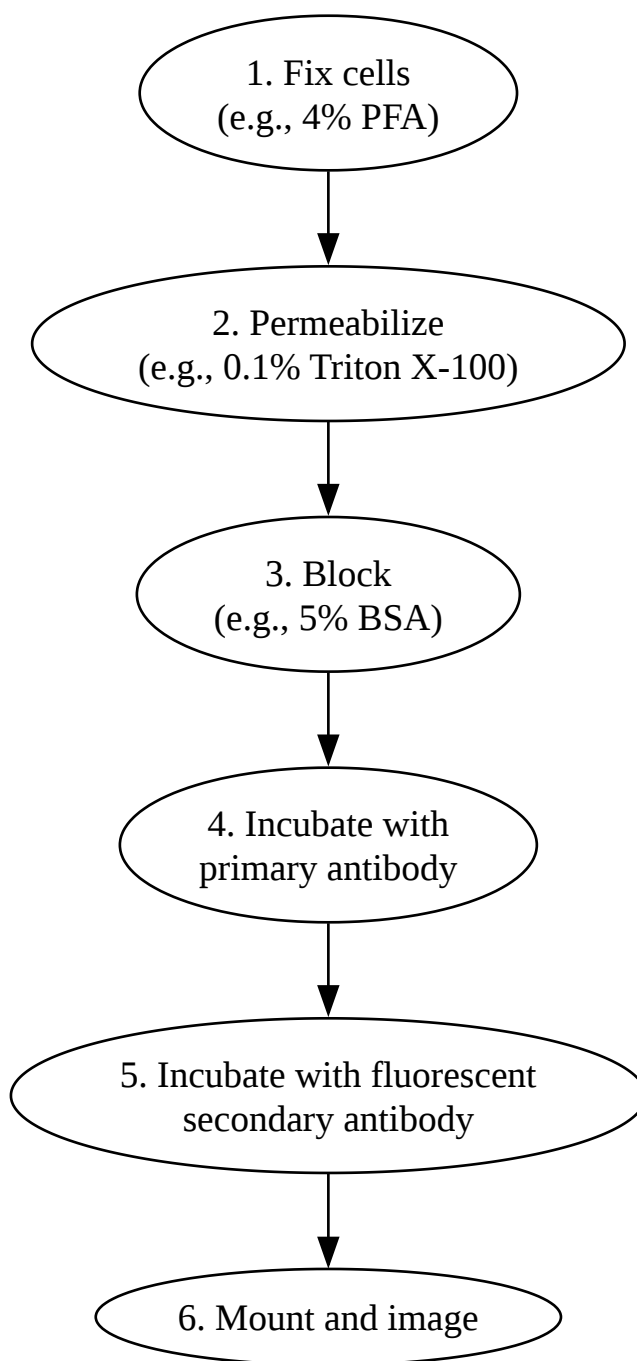 1. Fix cells
(e.g., 4% PFA)
2. Permeabilize
(e.g., 0.1% Triton X-100)
3. Block
(e.g., 5% BSA)
4. Incubate with
primary antibody
5. Incubate with fluorescent
secondary antibody
6. Mount and image